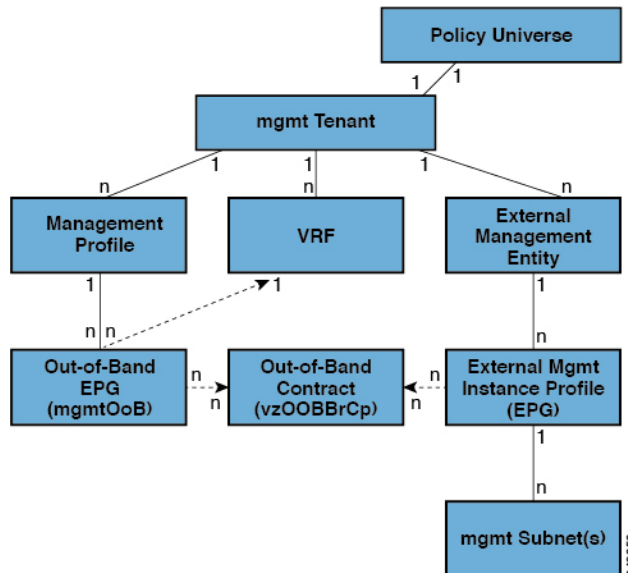 Policy Universe
1
1
mgmt Tenant
1
1
1
n
n
n
Management
Profile
VRF
External
Management
Entity
1
1
1
n
n
n
Out-of-Band
EPG
(mgmtOoB)
n
n
Out-of-Band
Contract
(vzOOBBrCp)
n
n
External Mgmt
Instance Profile
(EPG)
1
n
mgmt Subnet(s)